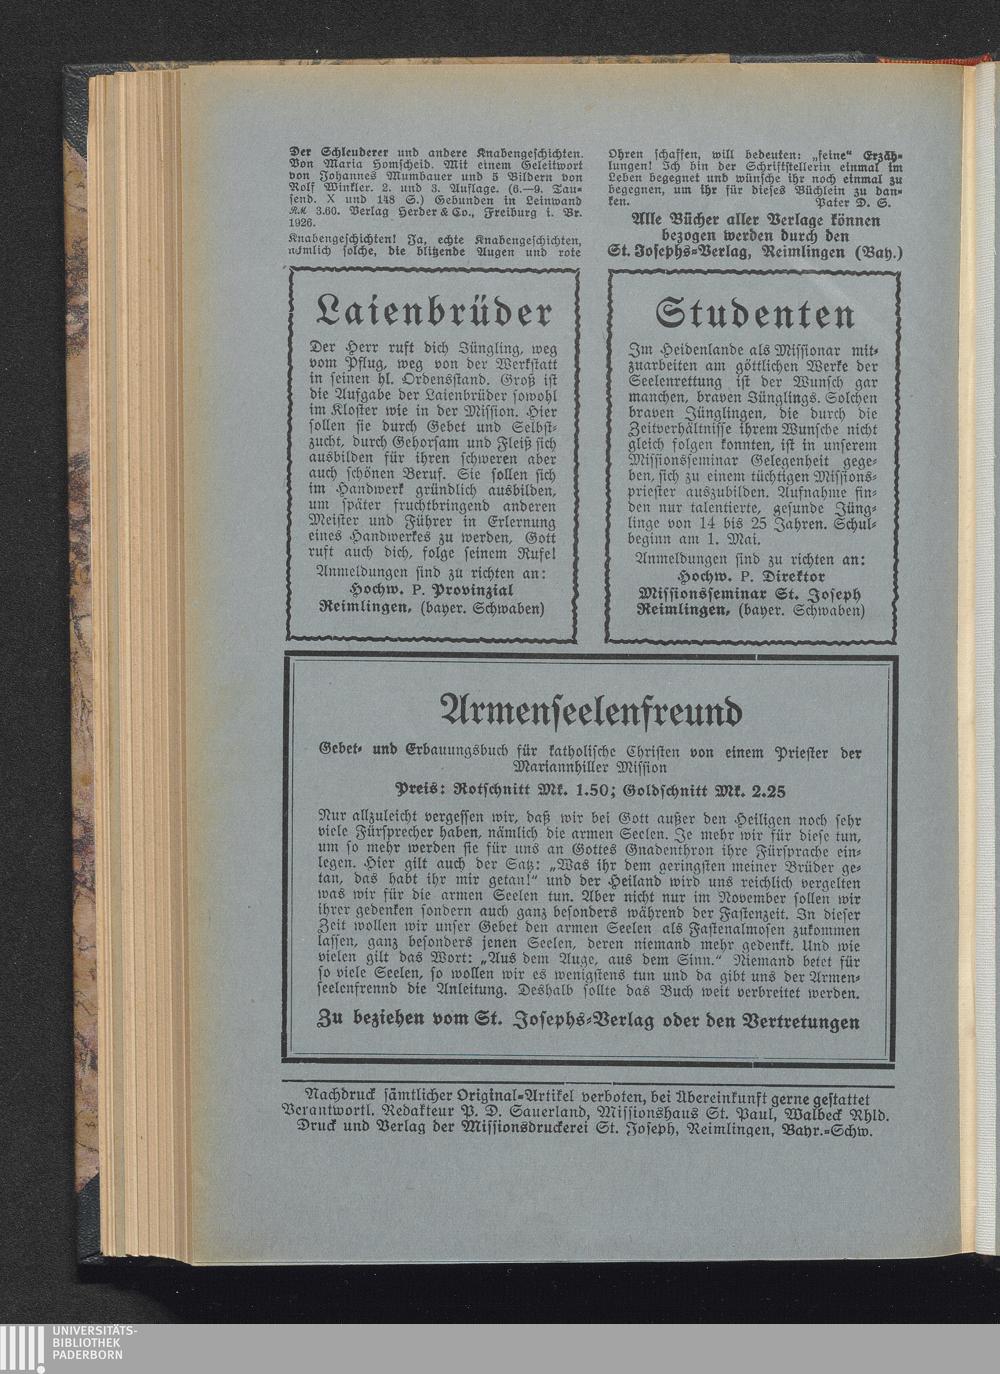 Der Schleuderer und andere Knabengeschichten.
Von Maria Homscheid. Mit einem Geleitwort
von Johannes Mumbauer und 5 Bildern von
Rolf Winkler. 2. und 3. Auflage. (6.—9. Tau-
send. X und 148 S.) Gebunden in Leinwand
RM 3.60. Verlag Herder & Co., Freiburg i. Br.
1926.
Knabengeschichten! Ja, echte Knabengeschichten,
nämlich solche, die blitzende Augen und rote
Ohren schaffen, will bedeuten: „feine“ Erzäh-
lungen! Ich bin der Schriftstellerin einmal im
Leben begegnet und wünsche ihr noch einmal zu
begegnen, um ihr für dieses Büchlein zu dan-
ken. Pater D. S.
Alle Bücher aller Verlage können
bezogen werden durch den
St. Josephs-Verlag, Reimlingen (Bay.)
Laienbrüder
Der Herr ruft dich Jüngling, weg
vom Pflug, weg von der Werkstatt
in seinen hl. Ordensstand. Groß ist
die Aufgabe der Laienbrüder sowohl
im Kloster wie in der Mission. Hier
sollen sie durch Gebet und Selbst-
zucht, durch Gehorsam und Fleiß sich
ausbilden für ihren schweren aber
auch schönen Beruf. Sie sollen sich
im Handwerk gründlich ausbilden,
um später fruchtbringend anderen
Meister und Führer in Erlernung
eines Handwerkes zu werden, Gott
ruft auch dich, folge seinem Rufe!
Anmeldungen sind zu richten an:
Hochw. P. Provinzial
Reimlingen, (bayer. Schwaben)
Studenten
Im Heidenlande als Missionar mit-
zuarbeiten am göttlichen Werke der
Seelenrettung ist der Wunsch gar
manchen, braven Jünglings. Solchen
braven Jünglingen, die durch die
Zeitverhältnisse ihrem Wunsche nicht
gleich folgen konnten, ist in unserem
Missionsseminar Gelegenheit gege-
ben, sich zu einem tüchtigen Missions-
priester auszubilden. Aufnahme fin-
den nur talentierte, gesunde Jüng-
linge von 14 bis 25 Jahren. Schul-
beginn am 1. Mai.
Anmeldungen sind zu richten an:
Hochw. P. Direktor
Missionsseminar St. Joseph
Reimlingen, (bayer. Schwaben)
Armenseelenfreund
Gebet- und Erbauungsbuch für katholische Christen von einem Priester der
Mariannhiller Mission
Preis: Rotschnitt Mk. 1.50; Goldschnitt Mk. 2.25
Nur allzuleicht vergessen wir, daß wir bei Gott außer den Heiligen noch sehr
viele Fürsprecher haben, nämlich die armen Seelen. Je mehr wir für diese tun,
um so mehr werden sie für uns an Gottes Gnadenthron ihre Fürsprache ein-
legen. Hier gilt auch der Satz: „Was ihr dem geringsten meiner Brüder ge-
tan, das habt ihr mir getan!“ und der Heiland wird uns reichlich vergelten
was wir für die armen Seelen tun. Aber nicht nur im November sollen wir
ihrer gedenken sondern auch ganz besonders während der Fastenzeit. In dieser
Zeit wollen wir unser Gebet den armen Seelen als Fastenalmosen zukommen
lassen, ganz besonders jenen Seelen, deren niemand mehr gedenkt. Und wie
vielen gilt das Wort: „Aus dem Auge, aus dem Sinn.“ Niemand betet für
so viele Seelen, so wollen wir es wenigstens tun und da gibt uns der Armen-
seelenfrennd die Anleitung. Deshalb sollte das Buch weit verbreitet werden.
Zu beziehen vom St. Josephs-Verlag oder den Vertretungen
Nachdruck sämtlicher Original-Artikel verboten, bei Übereinkunft gerne gestattet
Verantwortl. Redakteur P. D. Sauerland, Missionshaus St. Paul, Walbeck Rhld.
Druck und Verlag der Missionsdruckerei St. Joseph, Reimlingen, Bayr.-Schw.
UNIVERSITÄTS-
BIBLIOTHEK
PADERBORN